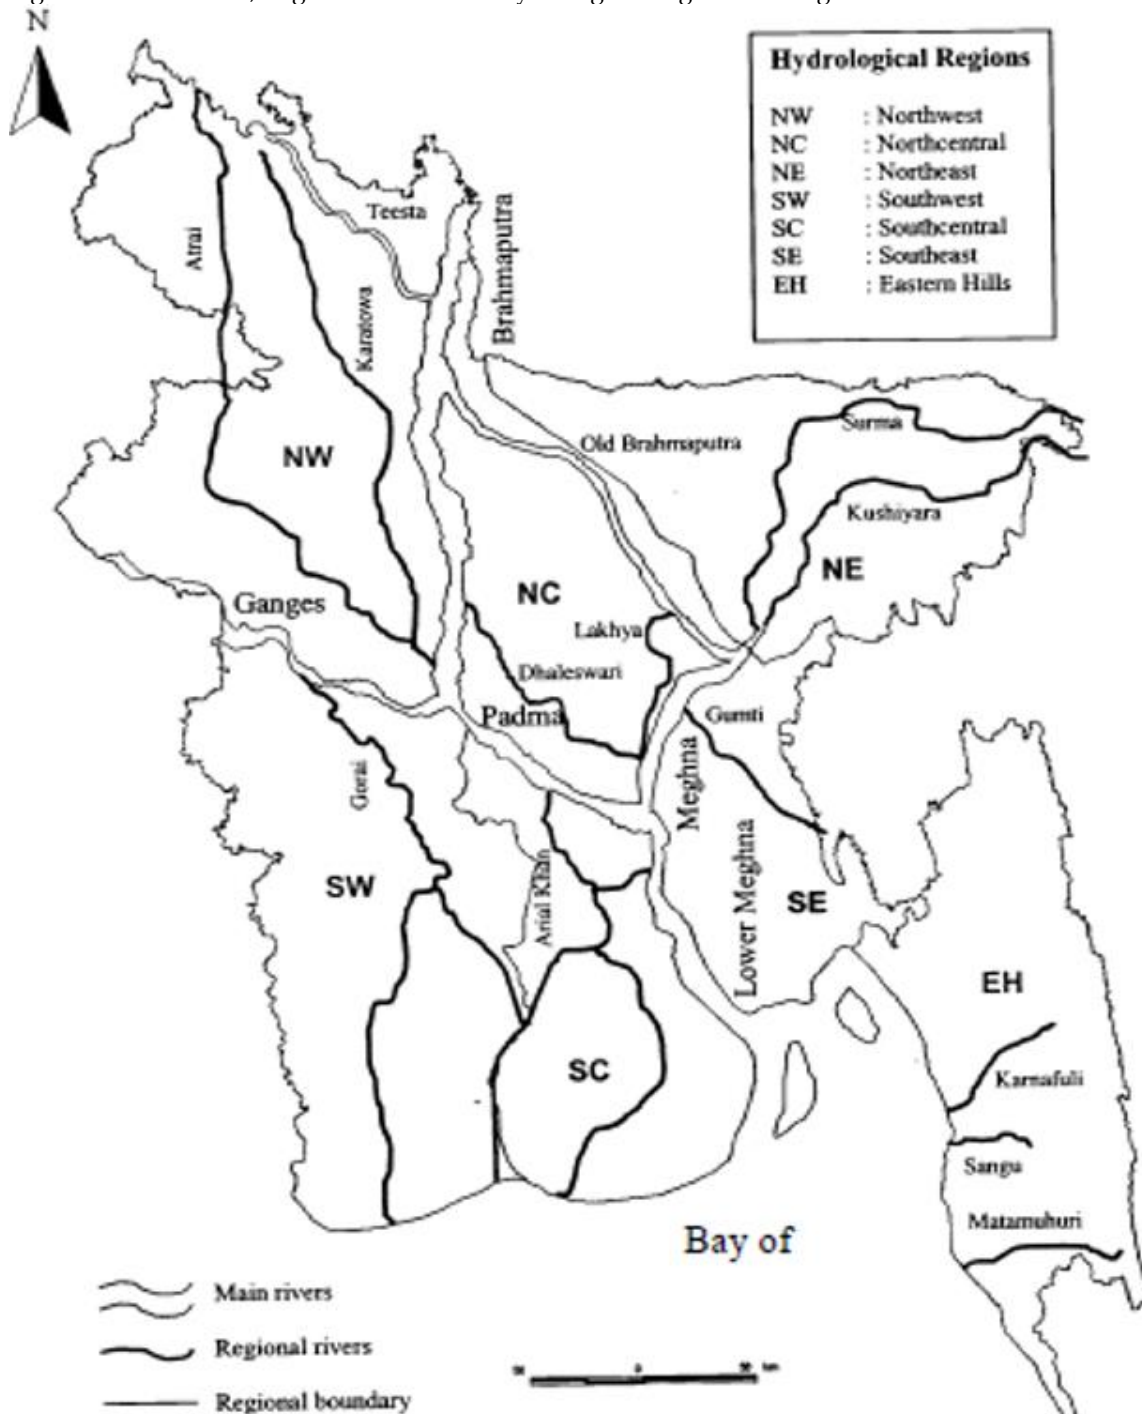 N
Hydrological Regions
NW : Northwest
NC : Northcentral
NE : Northeast
SW : Southwest
SC : Southcentral
SE : Southeast
EH : Eastern Hills
Teesta
Brahmaputra
Atrai
Karatowa
Surma
Old Brahmaputra
NW
Kushiyara
NE
NC
Ganges
Lakhya
Dhaleswari
Padma
Gumti
Gorai
Meghna
Arial Khan
Lower Meghna
SW
SE
EH
SC
Karnafuli
Sangu
Matamuhuri
Bay of
Main rivers
Regional rivers
Regional boundary
0
km